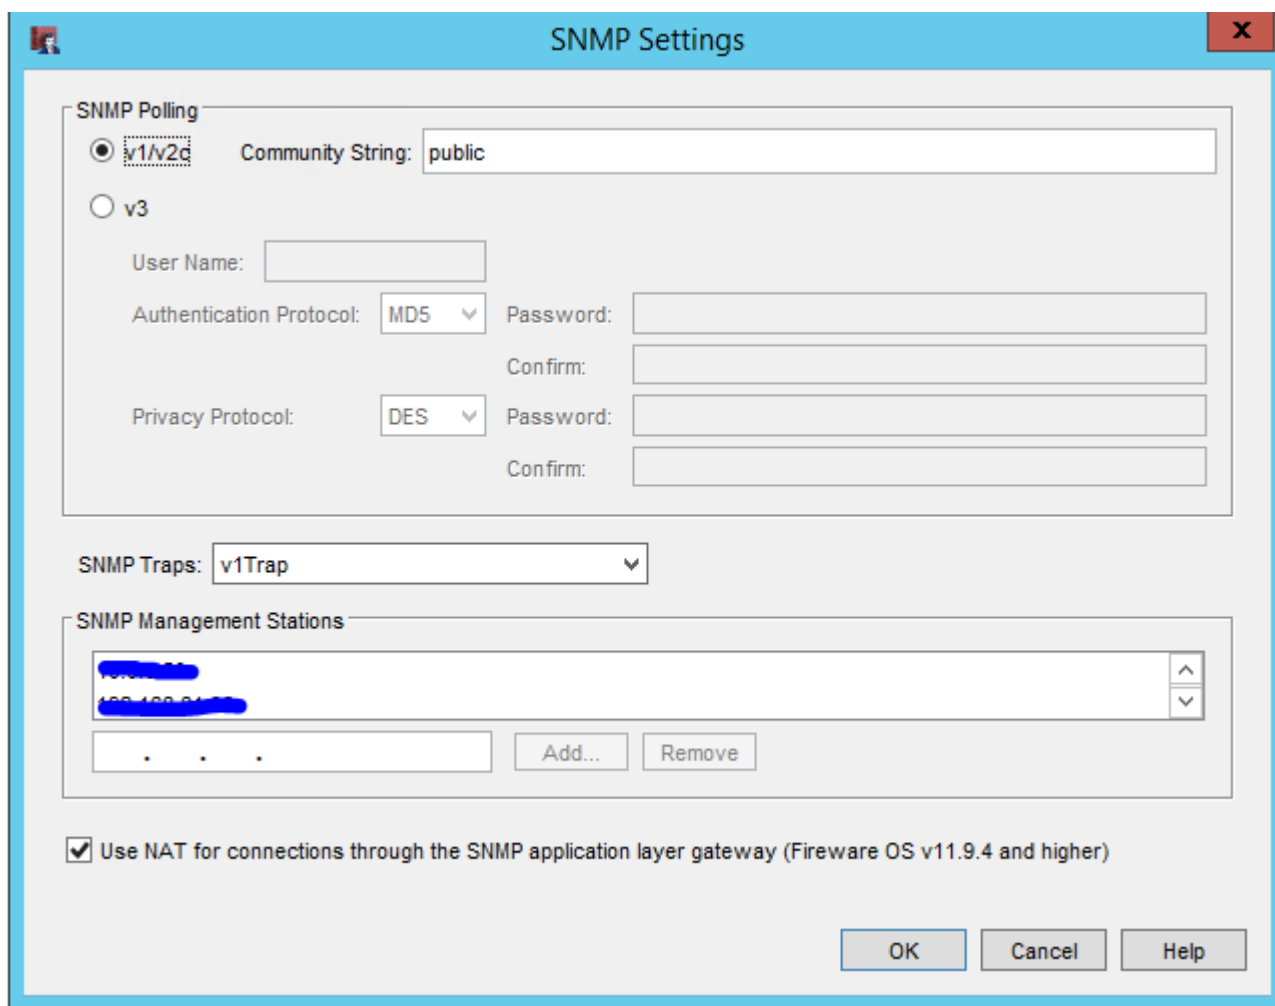 SNMP Settings
x
SNMP Polling
v1/v2c Community String: public
v3
User Name:
Authentication Protocol: MD5 Password:
Confirm:
Privacy Protocol: DES Password:
Confirm:
SNMP Traps: v1Trap
SNMP Management Stations
. . .
Add... Remove
Use NAT for connections through the SNMP application layer gateway (Fireware OS v11.9.4 and higher)
OK Cancel Help